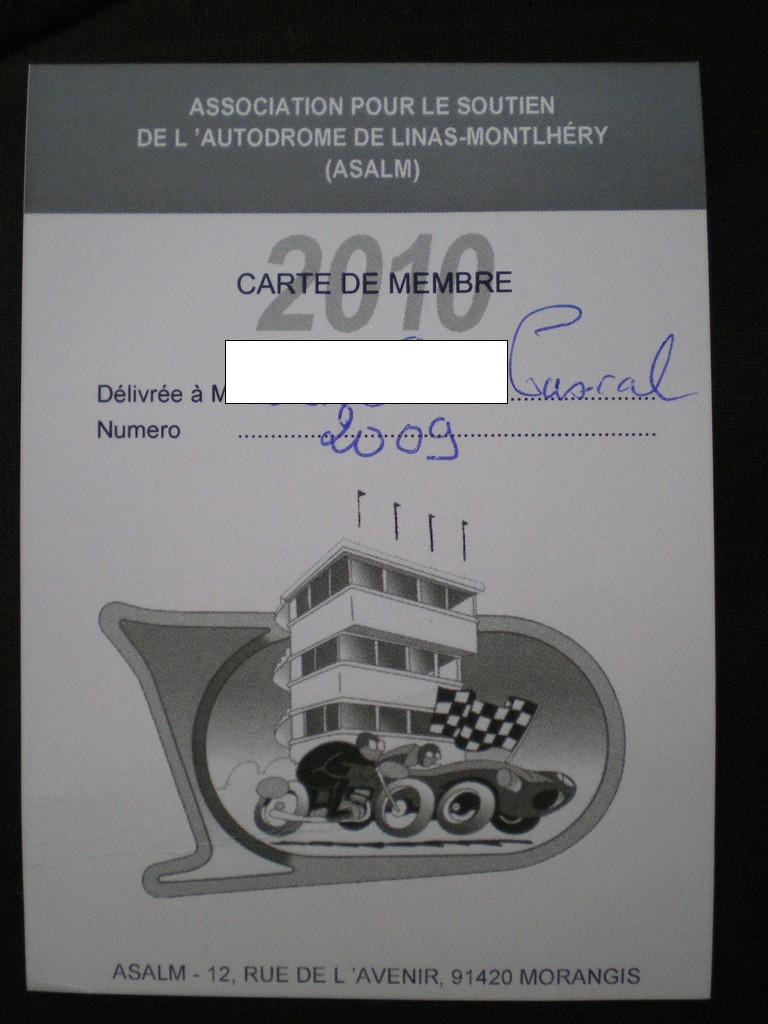 ASSOCIATION POUR LE SOUTIEN
DE L 'AUTODROME DE LINAS-MONTLHÉRY
(ASALM)
2010
CARTE DE MEMBRE
Délivrée à M
Numero 2009
ASALM - 12, RUE DE L 'AVENIR, 91420 MORANGIS